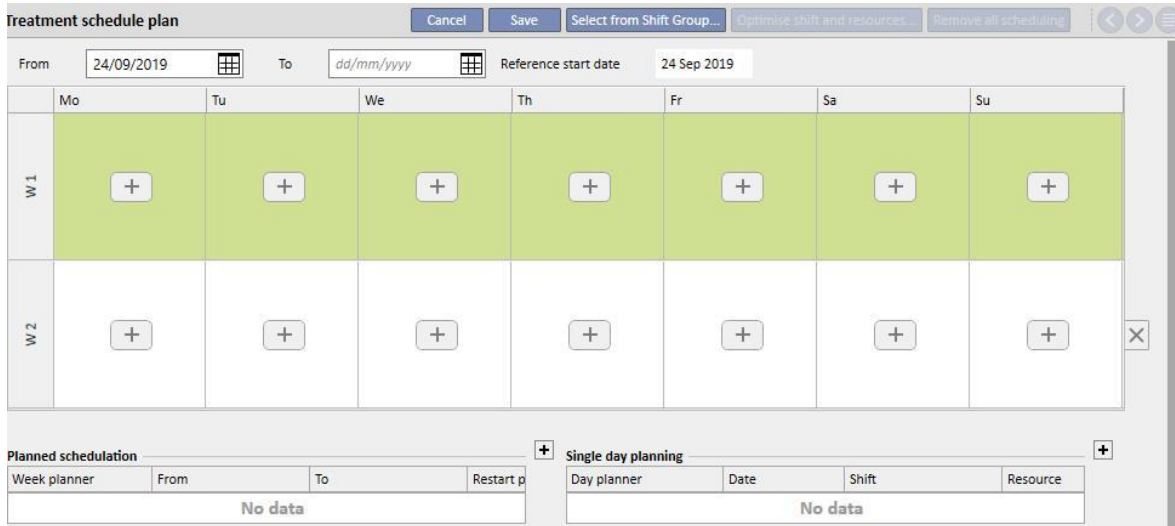 Treatment schedule plan Cancel Save Select from Shift Group... Optimise shift and resources... Remove all scheduling
From 24/09/2019 To dd/mm/yyyy Reference start date 24 Sep 2019
Mo Tu We Th Fr Sa Su
W 1 + + + + + + +
W 2 + + + + + + +
Planned schedulation + Single day planning +
Week planner From To Restart p Day planner Date Shift Resource
No data No data